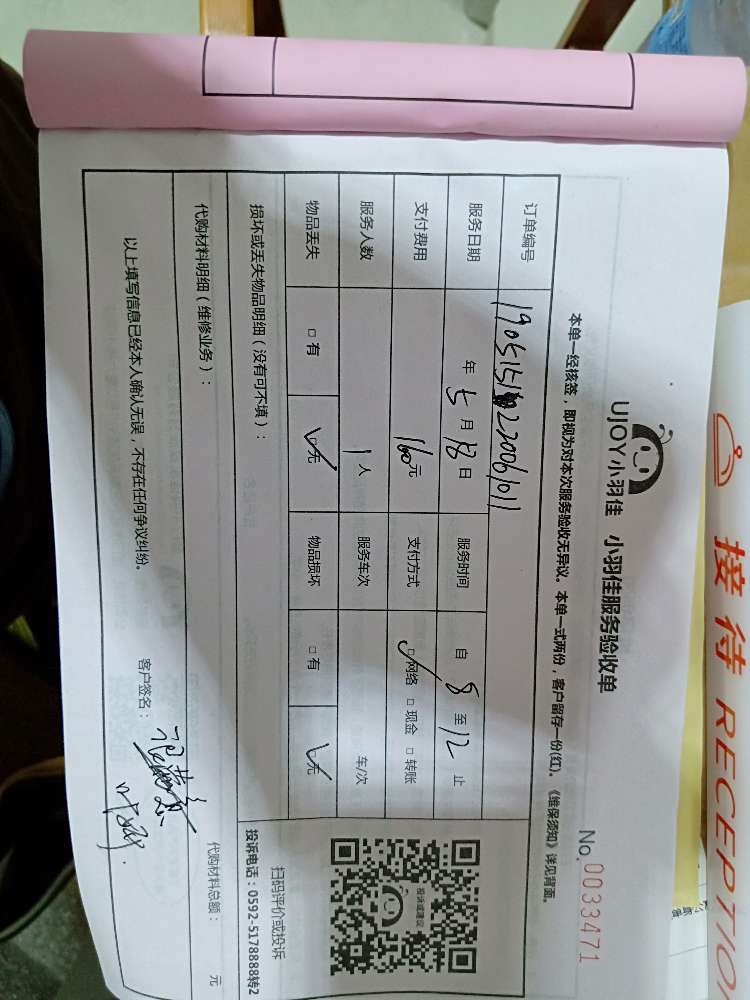 UJOY小羽佳 小羽佳服务验收单
No.0033471
本单一经核签，即视为对本次服务验收无异议。本单一式两份，客户留存一份(红)。《维保须知》详见背面。
订单编号
服务日期 年 5 月 18 日 服务时间 自 8 至 12 止
支付费用 160 元 支付方式 ☑网络 □现金 □转账
服务人数 1 人 服务车次 车/次
物品丢失 □有 ☑无 物品损坏 □有 ☑无
投诉或建议
扫码评价或投诉
投诉电话：0592-5178888转2
损坏或丢失物品明细（没有可不填）：
代购材料明细（维修业务）：
代购材料总额： 元
以上填写信息已经本人确认无误，不存在任何争议纠纷。
客户签名：
接待 RECEPTION